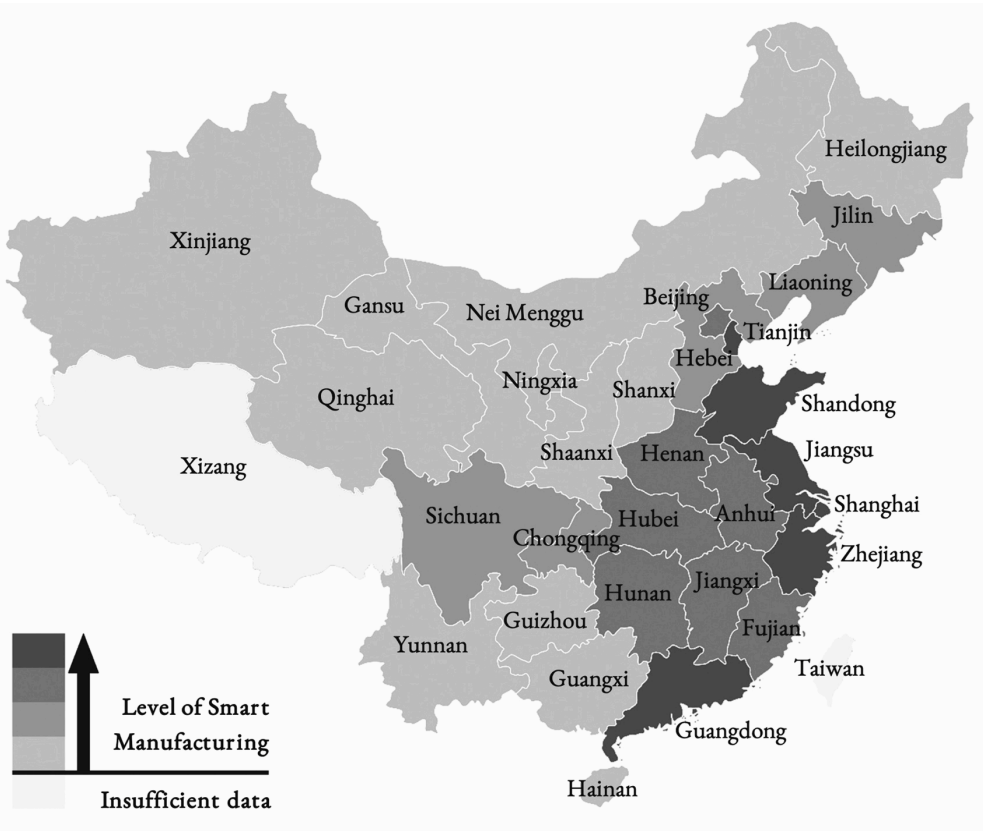 Heilongjiang
Jilin
Xinjiang
Liaoning
Beijing
Gansu
Nei Menggu
Tianjin
Hebei
Ningxia
Shanxi
Qinghai
Shandong
Jiangsu
Shaanxi
Henan
Xizang
Shanghai
Sichuan
Hubei
Anhui
Chongqing
Zhejiang
Jiangxi
Hunan
Guizhou
Fujian
Yunnan
Taiwan
Guangxi
Guangdong
Hainan
Level of Smart
Manufacturing
Insufficient data